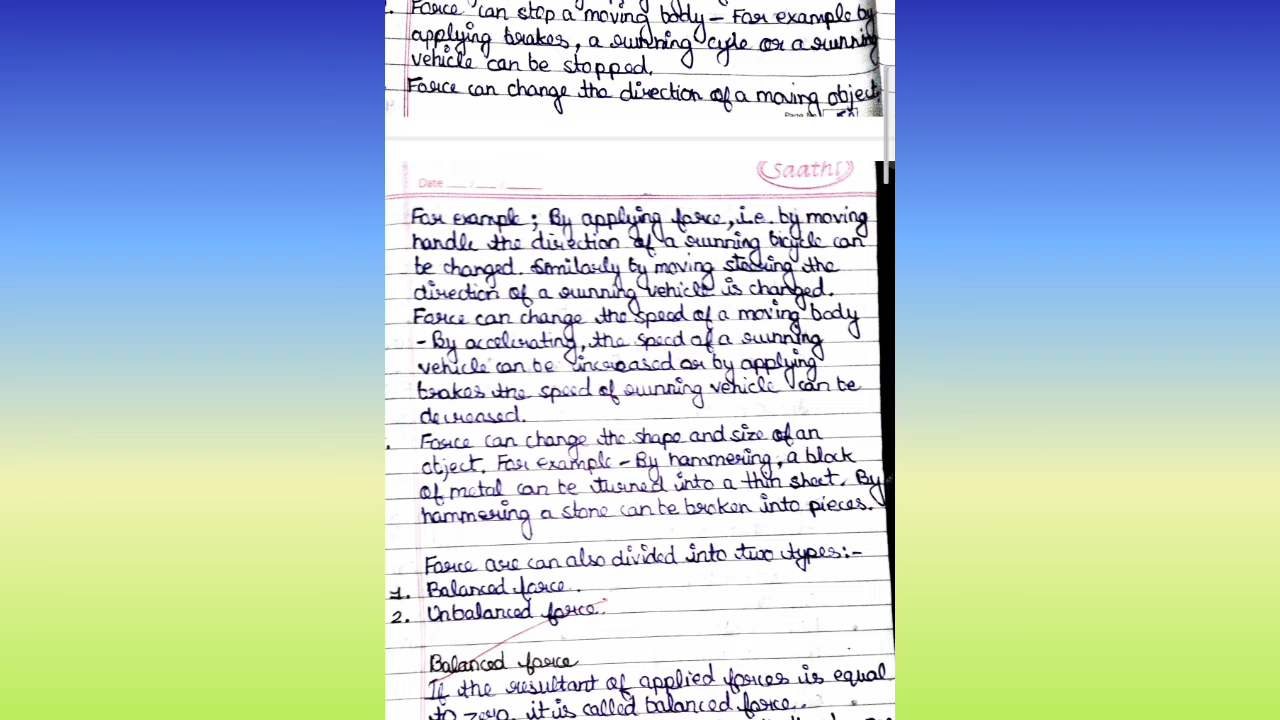 Force can stop a moving body - For example by
applying brakes, a running cycle or a running
vehicle can be stopped.
Force can change the direction of a moving object
Page No
Date
Saathi
For example ; By applying force, i.e. by moving
handle the direction of a running bicycle can
be changed. Similarly by moving steering the
direction of a running vehicle is changed.
Force can change the speed of a moving body
- By accelerating, the speed of a running
vehicle can be increased or by applying
brakes the speed of running vehicle can be
decreased.
Force can change the shape and size of an
object. For example - By hammering, a block
of metal can be turned into a thin sheet. By
hammering a stone can be broken into pieces.
Force are can also divided into two types:-
1. Balanced force.
2. Unbalanced force.
Balanced force
If the resultant of applied forces is equal
to zero, it is called balanced force.